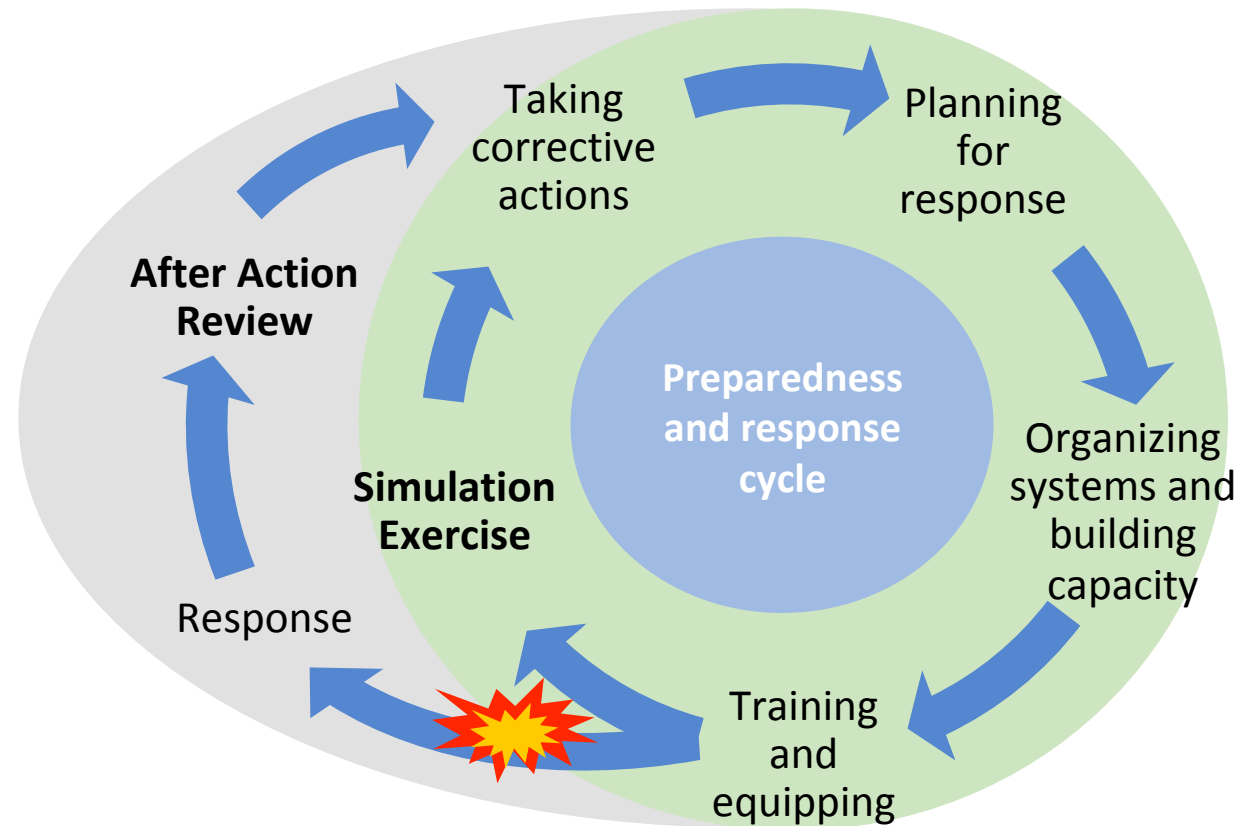 Taking
corrective
actions
Planning
for
response
After Action
Review
Preparedness
and response
cycle
Organizing
systems and
building
capacity
Simulation
Exercise
Response
Training
and
equipping